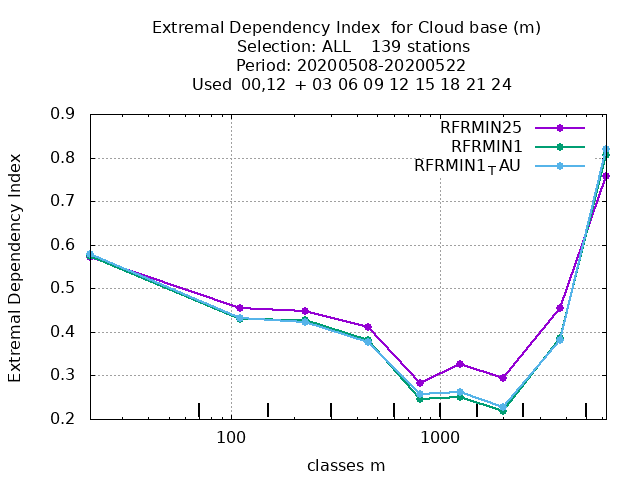 Extremal Dependency Index  for Cloud base (m)
Selection: ALL    139 stations
Period: 20200508-20200522
Used  00,12  + 03 06 09 12 15 18 21 24
RFRMIN25
RFRMIN1
RFRMIN1TAU
0.9
0.8
0.7
0.6
0.5
0.4
0.3
0.2
Extremal Dependency Index
100
1000
classes m